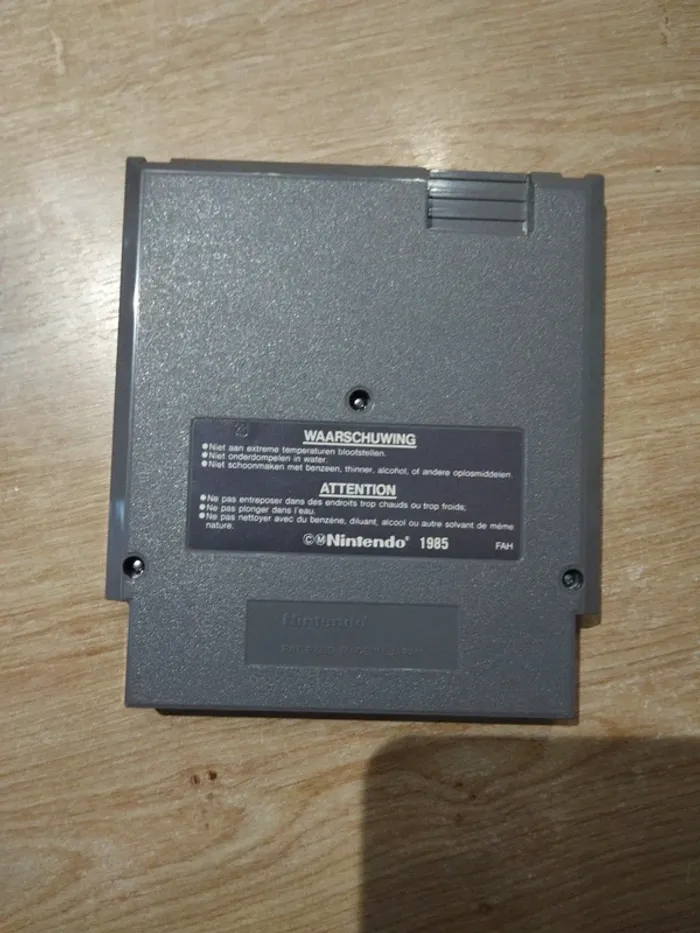 WAARSCHUWING
●Niet aan extreme temperaturen blootstellen.
●Niet onderdompelen in water.
●Niet schoonmaken met benzeen, thinner, alcohol, of andere oplosmiddelen.
ATTENTION
●Ne pas entreposer dans des endroits trop chauds ou trop froids;
●Ne pas plonger dans l'eau.
●Ne pas nettoyer avec du benzène, diluant, alcool ou autre solvant de même
nature.
©ⓂNintendo® 1985 FAH
Nintendo®